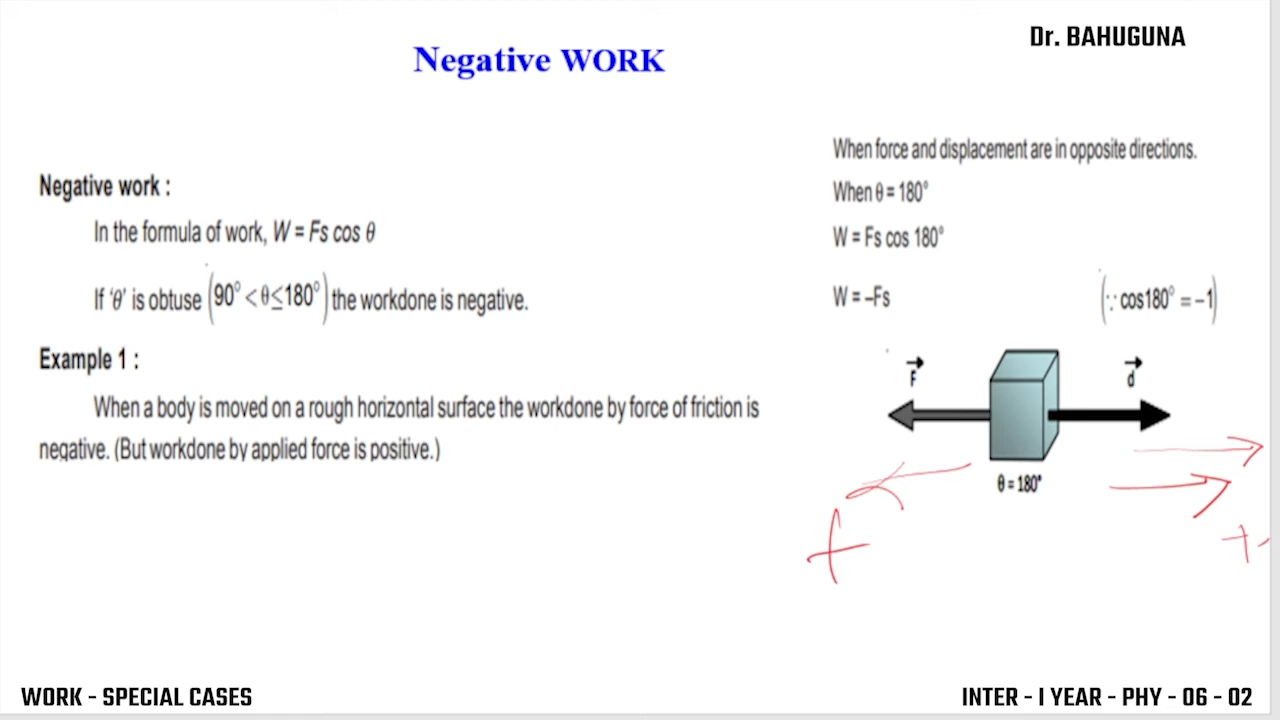 Dr. BAHUGUNA
Negative WORK
Negative work :
In the formula of work, W = Fs cos θ
If ‘θ’ is obtuse (90° < θ ≤ 180°) the workdone is negative.
Example 1 :
When a body is moved on a rough horizontal surface the workdone by force of friction is
negative. (But workdone by applied force is positive.)
When force and displacement are in opposite directions.
When θ = 180°
W = Fs cos 180°
W = –Fs (∵ cos180° = –1)
F d
θ = 180°
WORK - SPECIAL CASES
INTER - I YEAR - PHY - 06 - 02